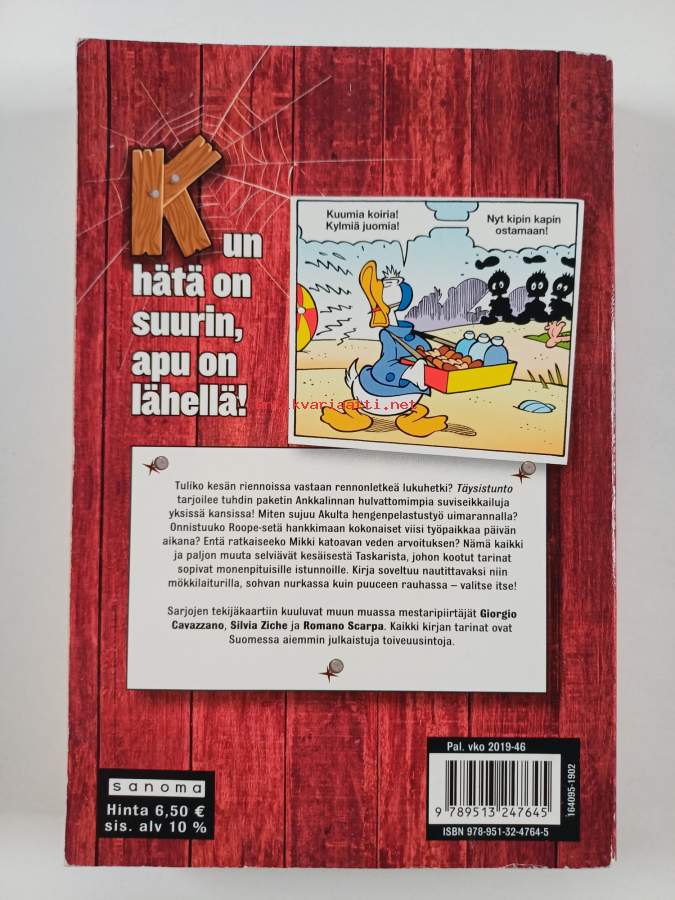 Kun
hätä on
suurin,
apu on
lähellä!
Kuumia koiria!
Kylmiä juomia!
Nyt kipin kapin
ostamaan!
kvariaarti.net
Tuliko kesän riennoissa vastaan rennonletkeä lukuhetki? Täysistunto
tarjoilee tuhdin paketin Ankkalinnan hulvattomimpia suviseikkailuja
yksissä kansissa! Miten sujuu Akulta hengenpelastustyö uimarannalla?
Onnistuuko Roope-setä hankkimaan kokonaiset viisi työpaikkaa päivän
aikana? Entä ratkaiseeko Mikki katoavan veden arvoituksen? Nämä kaikki
ja paljon muuta selviävät kesäisestä Taskarista, johon kootut tarinat
sopivat monenpituisille istunnoille. Kirja soveltuu nautittavaksi niin
mökkilaiturilla, sohvan nurkassa kuin puuceen rauhassa – valitse itse!
Sarjojen tekijäkaartiin kuuluvat muun muassa mestaripiirtäjät Giorgio
Cavazzano, Silvia Ziche ja Romano Scarpa. Kaikki kirjan tarinat ovat
Suomessa aiemmin julkaistuja toiveuusintoja.
sanoma
Hinta 6,50 €
sis. alv 10 %
Pal. vko 2019-46
9 789513 247645
ISBN 978-951-32-4764-5
164095-1902